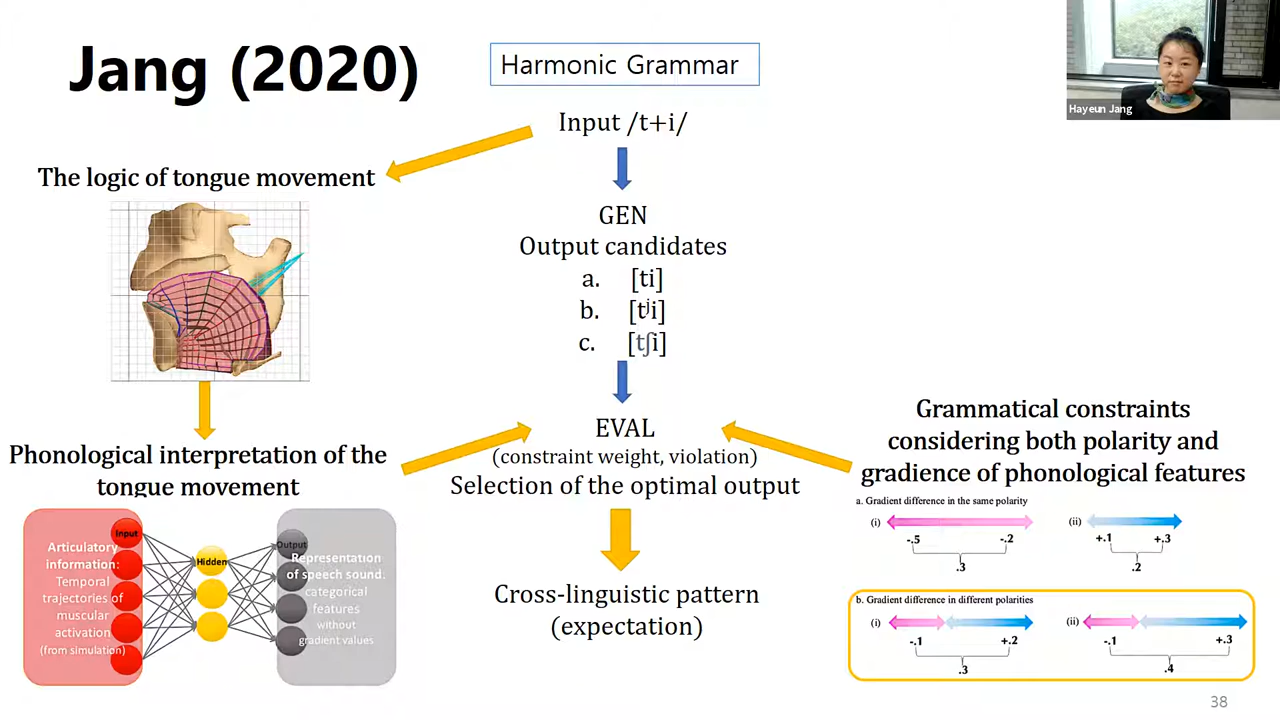 Jang (2020)
Harmonic Grammar
Hayeun Jang
Input /t+i/
The logic of tongue movement
GEN
Output candidates
a. [ti]
b. [tʲi]
c. [tʃi]
EVAL
(constraint weight, violation)
Selection of the optimal output
Cross-linguistic pattern
(expectation)
Phonological interpretation of the
tongue movement
Articulatory
information:
Temporal
trajectories of
muscular
activation
(from simulation)
Input
Hidden
Output
Representation
of speech sound:
categorical
features
without
gradient values
Grammatical constraints
considering both polarity and
gradience of phonological features
a. Gradient difference in the same polarity
(i) (ii)
-.5 -.2 +.1 +.3
.3 .2
b. Gradient difference in different polarities
(i) (ii)
-.1 +.2 -.1 +.3
.3 .4
38